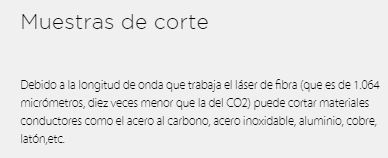 Muestras de corte
Debido a la longitud de onda que trabaja el láser de fibra (que es de 1.064
micrómetros, diez veces menor que la del CO2) puede cortar materiales
conductores como el acero al carbono, acero inoxidable, aluminio, cobre,
latón,etc.